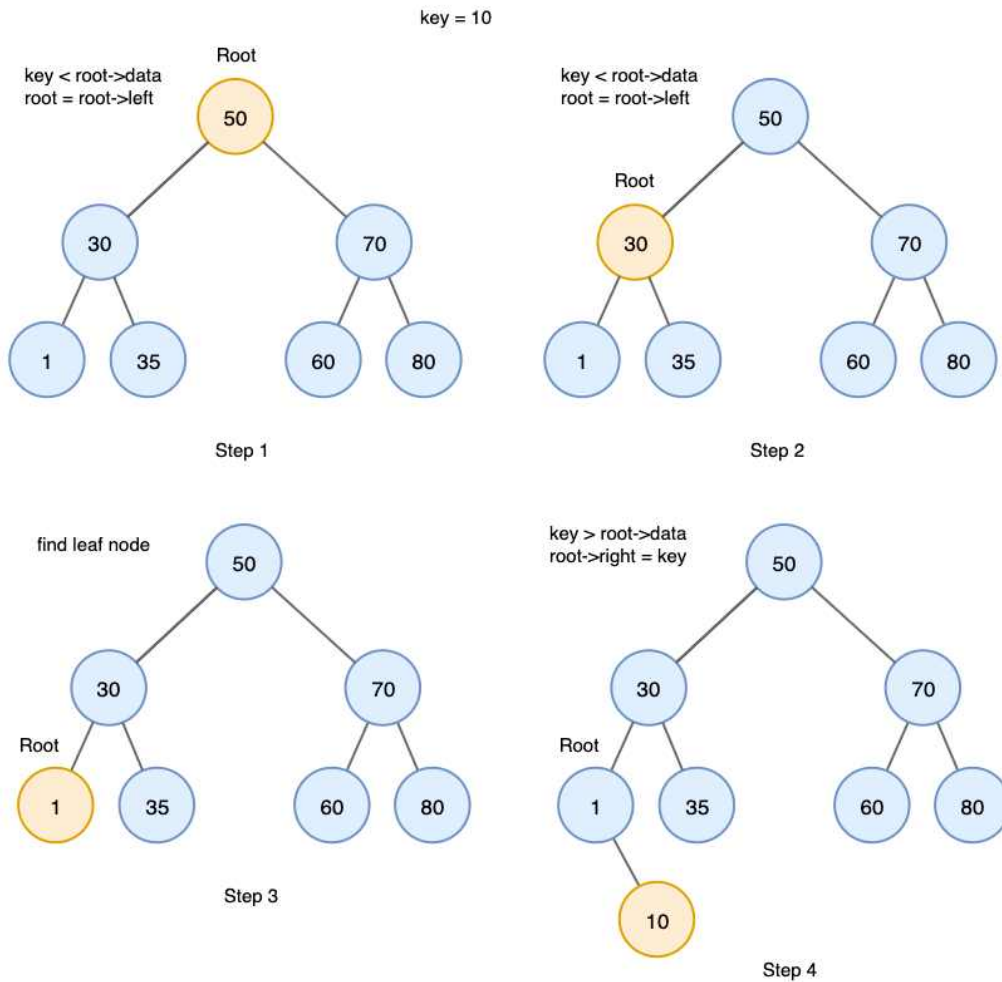 key = 10
Root
key < root->data
root = root->left
50
30
70
1
35
60
80
Step 1
key < root->data
root = root->left
50
Root
30
70
1
35
60
80
Step 2
find leaf node
50
30
70
Root
1
35
60
80
Step 3
key > root->data
root->right = key
50
30
70
Root
1
35
60
80
10
Step 4